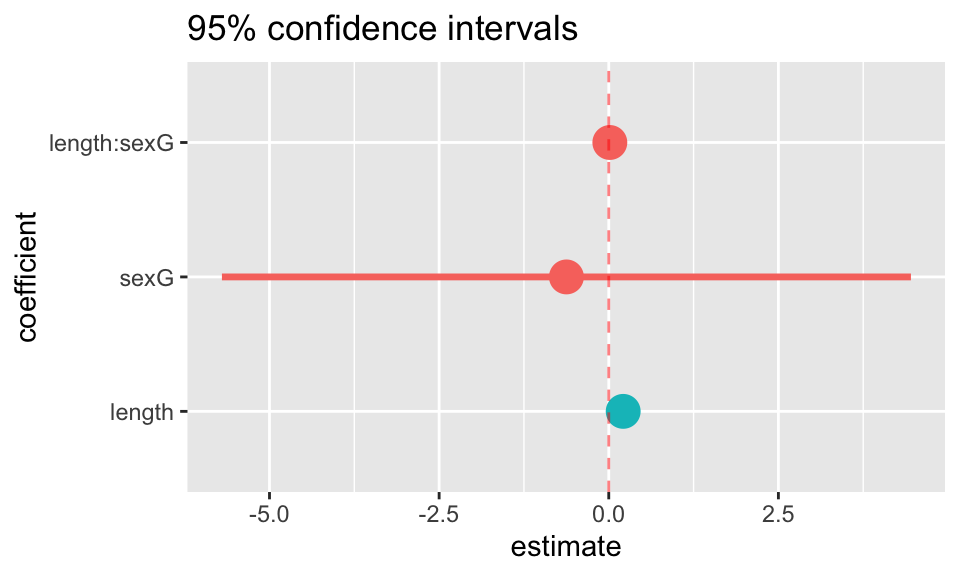 95% confidence intervals
coefficient
length:sexG
sexG
length
-5.0 -2.5 0.0 2.5
estimate